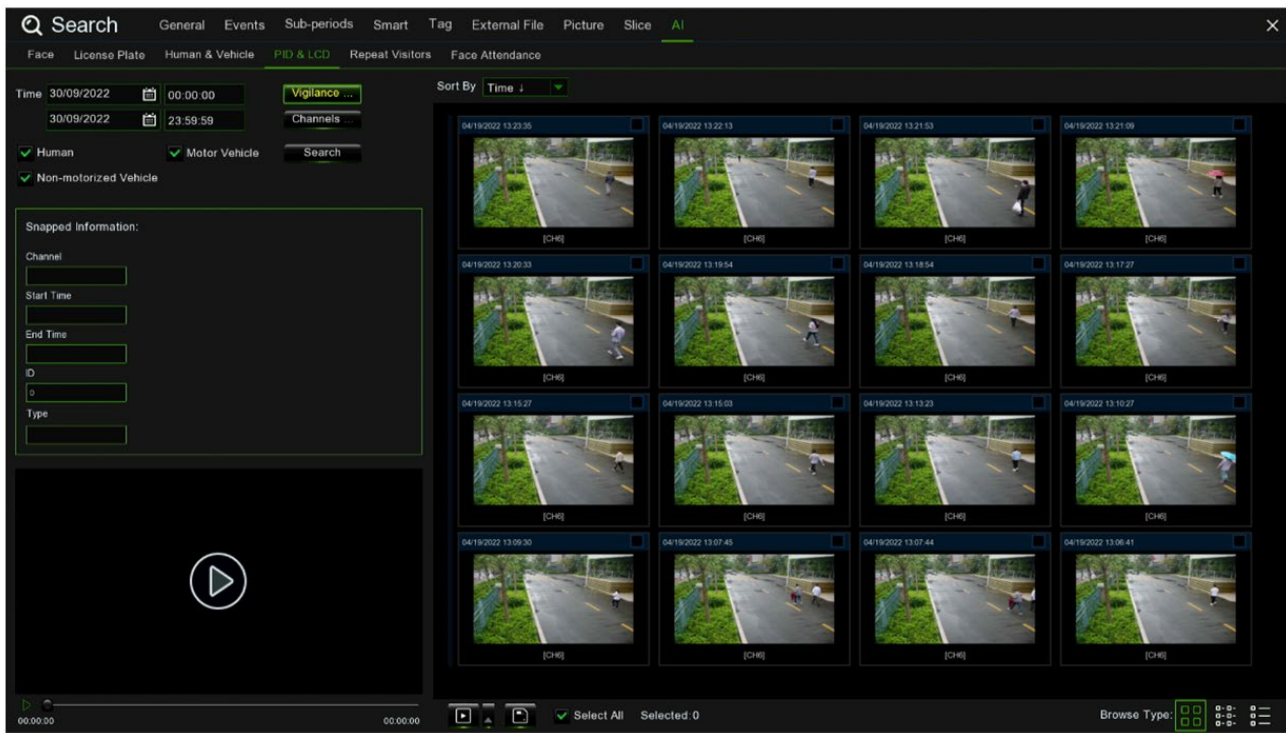 Search General Events Sub-periods Smart Tag External File Picture Slice AI
Face License Plate Human & Vehicle PID & LCD Repeat Visitors Face Attendance
Time 30/09/2022 00:00:00 Vigilance ...
30/09/2022 23:59:59 Channels ...
Human Motor Vehicle Search
Non-motorized Vehicle
Snapped Information:
Channel
Start Time
End Time
ID
0
Type
00:00:00 00:00:00
Sort By Time ↓
04/19/2022 13:23:35 04/19/2022 13:22:13 04/19/2022 13:21:53 04/19/2022 13:21:09
[CH6] [CH6] [CH6] [CH6]
04/19/2022 13:20:33 04/19/2022 13:19:54 04/19/2022 13:18:54 04/19/2022 13:17:27
[CH6] [CH6] [CH6] [CH6]
04/19/2022 13:15:27 04/19/2022 13:15:03 04/19/2022 13:13:23 04/19/2022 13:10:27
[CH6] [CH6] [CH6] [CH6]
04/19/2022 13:09:30 04/19/2022 13:07:45 04/19/2022 13:07:44 04/19/2022 13:06:41
[CH6] [CH6] [CH6] [CH6]
Select All Selected:0 Browse Type: